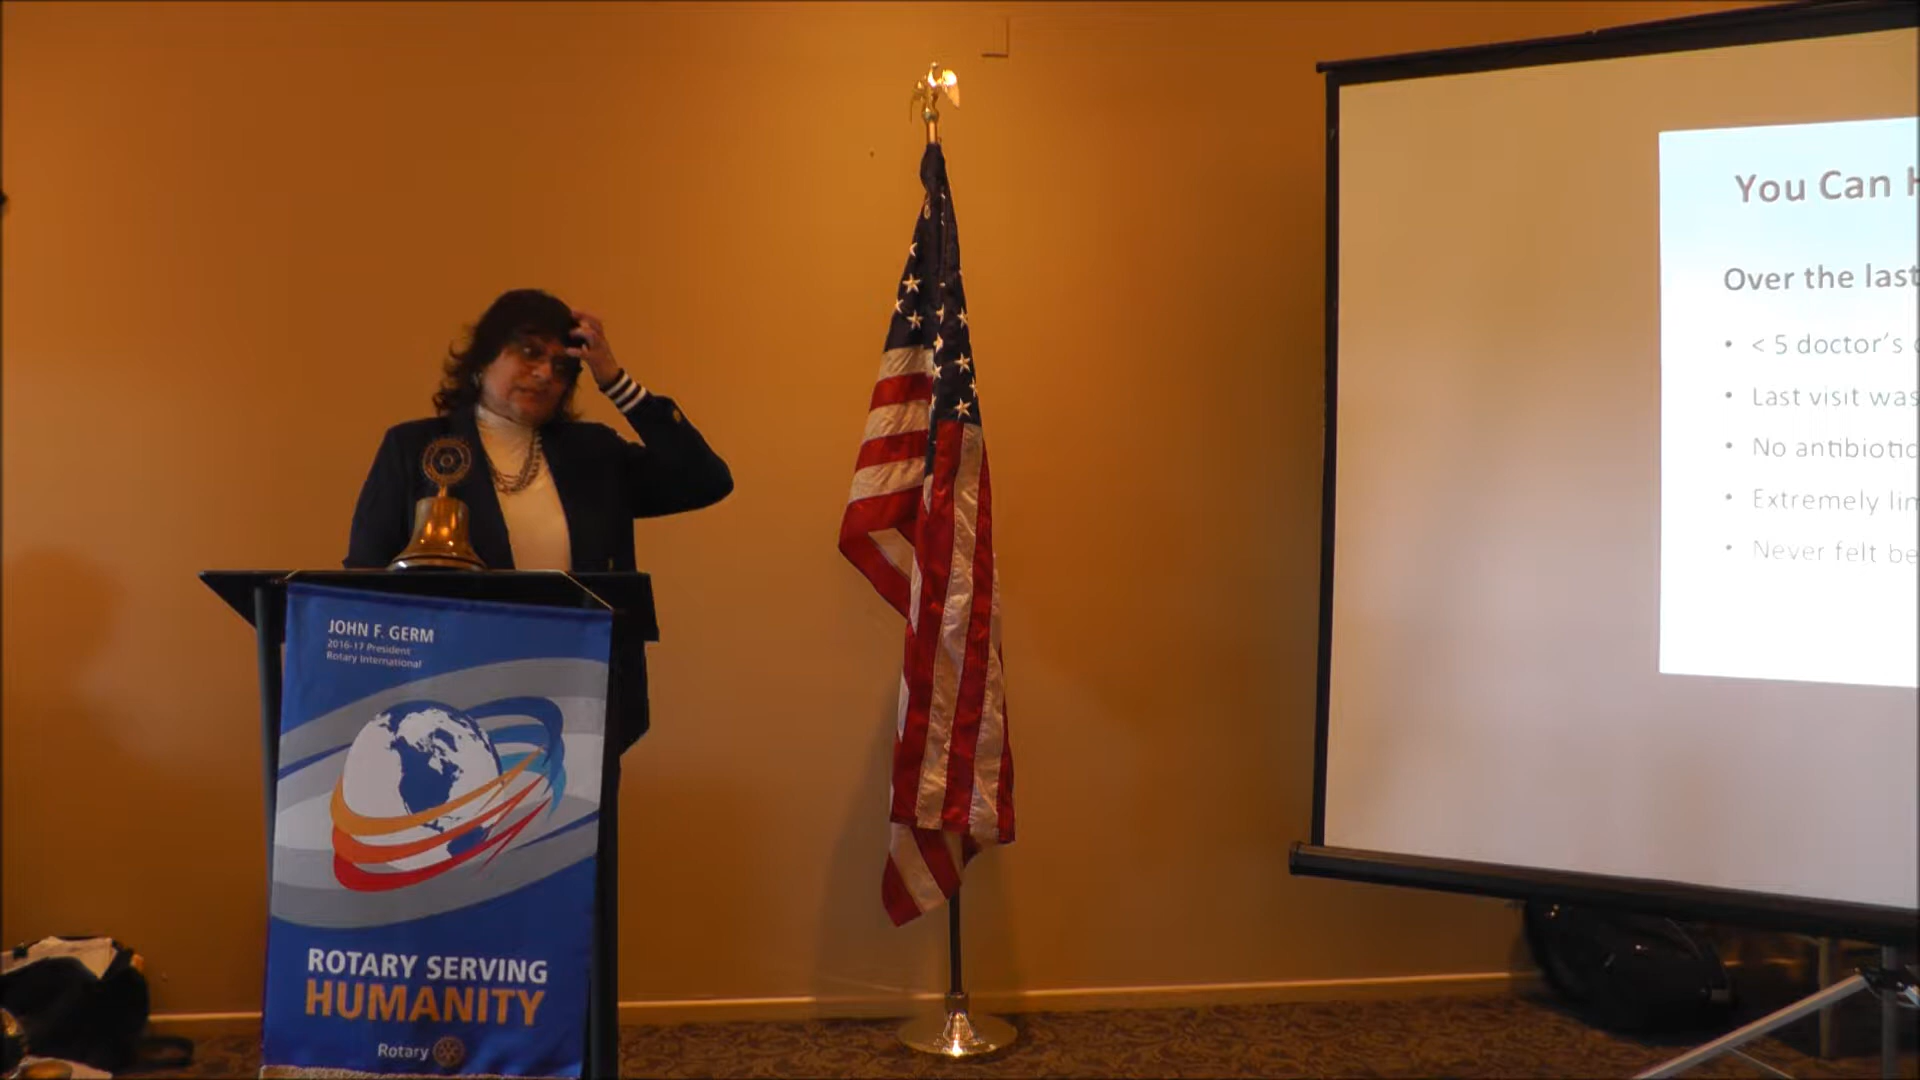 JOHN F. GERM
2016-17 President
Rotary International
ROTARY SERVING
HUMANITY
Rotary
You Can
Over the last
• < 5 doctor's
• Last visit was
• No antibiotic
• Extremely
• Never felt